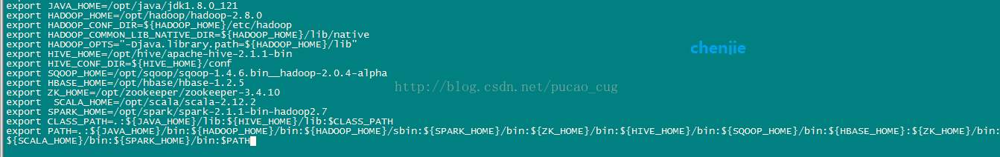 export JAVA_HOME=/opt/java/jdk1.8.0_121
export HADOOP_HOME=/opt/hadoop/hadoop-2.8.0
export HADOOP_CONF_DIR=${HADOOP_HOME}/etc/hadoop
export HADOOP_COMMON_LIB_NATIVE_DIR=${HADOOP_HOME}/lib/native
export HADOOP_OPTS="-Djava.library.path=${HADOOP_HOME}/lib"
export HIVE_HOME=/opt/hive/apache-hive-2.1.1-bin
export HIVE_CONF_DIR=${HIVE_HOME}/conf
export SQOOP_HOME=/opt/sqoop/sqoop-1.4.6.bin__hadoop-2.0.4-alpha
export HBASE_HOME=/opt/hbase/hbase-1.2.5
export ZK_HOME=/opt/zookeeper/zookeeper-3.4.10
export  SCALA_HOME=/opt/scala/scala-2.12.2
export SPARK_HOME=/opt/spark/spark-2.1.1-bin-hadoop2.7
export CLASS_PATH=.:${JAVA_HOME}/lib:${HIVE_HOME}/lib:$CLASS_PATH
export PATH=.:${JAVA_HOME}/bin:${HADOOP_HOME}/bin:${HADOOP_HOME}/sbin:${SPARK_HOME}/bin:${ZK_HOME}/bin:${HIVE_HOME}/bin:${SQOOP_HOME}/bin:${HBASE_HOME}:${ZK_HOME}/bin:
${SCALA_HOME}/bin:${SPARK_HOME}/bin:$PATH
chenjie
http://blog.csdn.net/pucao_cug